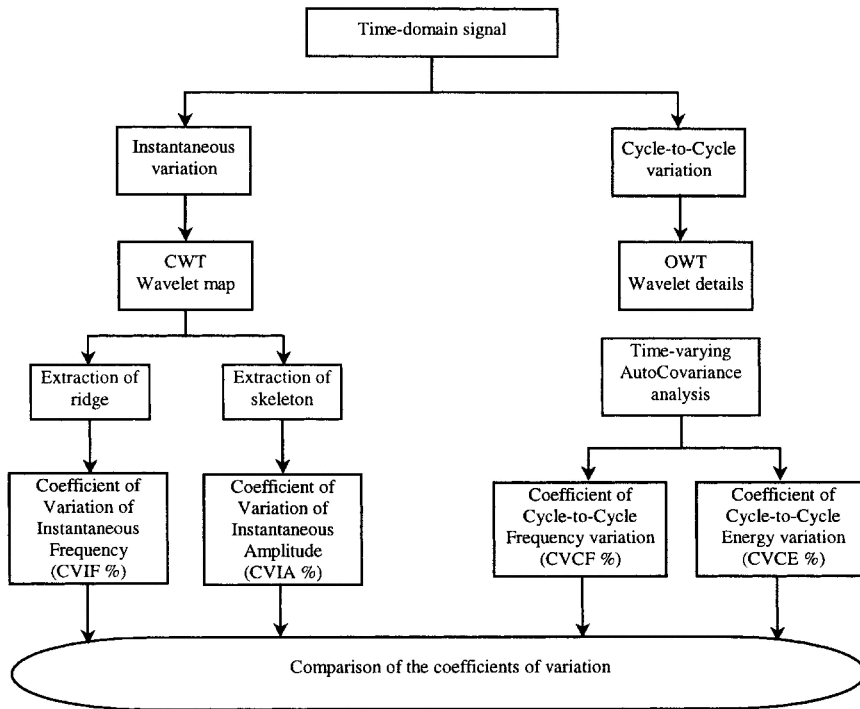 Time-domain signal
Instantaneous
variation
Cycle-to-Cycle
variation
CWT
Wavelet map
OWT
Wavelet details
Extraction of
ridge
Extraction of
skeleton
Time-varying
AutoCovariance
analysis
Coefficient of
Variation of
Instantaneous
Frequency
(CVIF %)
Coefficient of
Variation of
Instantaneous
Amplitude
(CVIA %)
Coefficient of
Cycle-to-Cycle
Frequency variation
(CVCF %)
Coefficient of
Cycle-to-Cycle
Energy variation
(CVCE %)
Comparison of the coefficients of variation